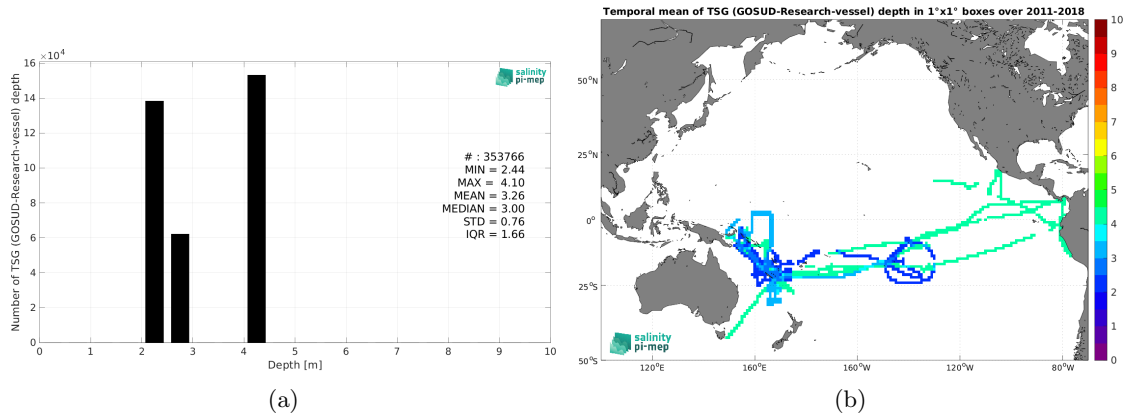 ×10⁴
16
14
12
10
8
6
4
2
0
Number of TSG (GOSUD-Research-vessel) depth
salinity
pi-mep
# : 353766
MIN = 2.44
MAX = 4.10
MEAN = 3.26
MEDIAN = 3.00
STD = 0.76
IQR = 1.66
0 1 2 3 4 5 6 7 8 9 10
Depth [m]
(a)
Temporal mean of TSG (GOSUD-Research-vessel) depth in 1°x1° boxes over 2011-2018
50°N
25°N
0°
25°S
50°S
120°E 160°E 160°W 120°W 80°W
salinity
pi-mep
10
9
8
7
6
5
4
3
2
1
0
(b)